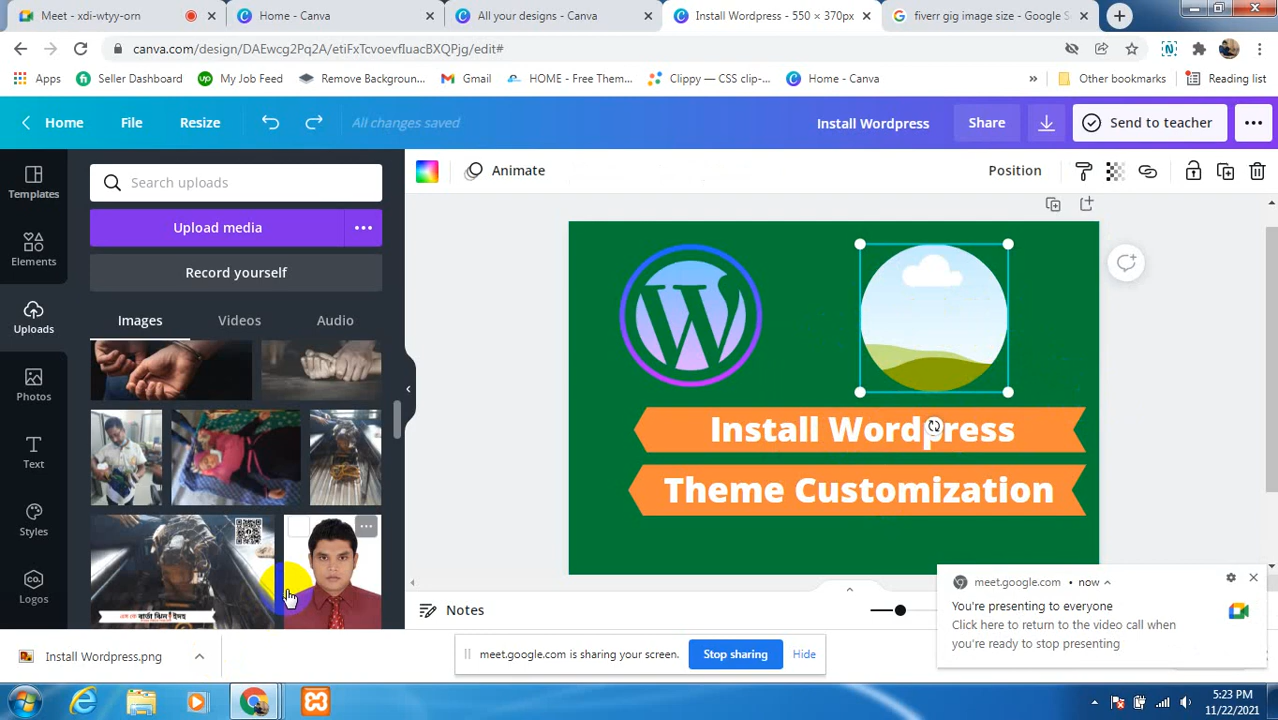 Meet - xdi-wtyy-orn
Home - Canva
All your designs - Canva
Install Wordpress - 550 × 370px
fiverr gig image size - Google S
canva.com/design/DAEwcg2Pq2A/etiFxTcvoevfIuacBXQPjg/edit#
Apps
Seller Dashboard
My Job Feed
Remove Backgroun...
Gmail
HOME - Free Them...
Clippy — CSS clip-...
Home - Canva
»
Other bookmarks
Reading list
Home
File
Resize
All changes saved
Install Wordpress
Share
Send to teacher
Templates
Elements
Uploads
Photos
Text
Styles
Logos
Search uploads
Upload media
Record yourself
Images
Videos
Audio
Animate
Position
W
Install Wordpress
Theme Customization
Notes
meet.google.com • now
You're presenting to everyone
Click here to return to the video call when
you're ready to stop presenting
Install Wordpress.png
meet.google.com is sharing your screen.
Stop sharing
Hide
5:23 PM
11/22/2021